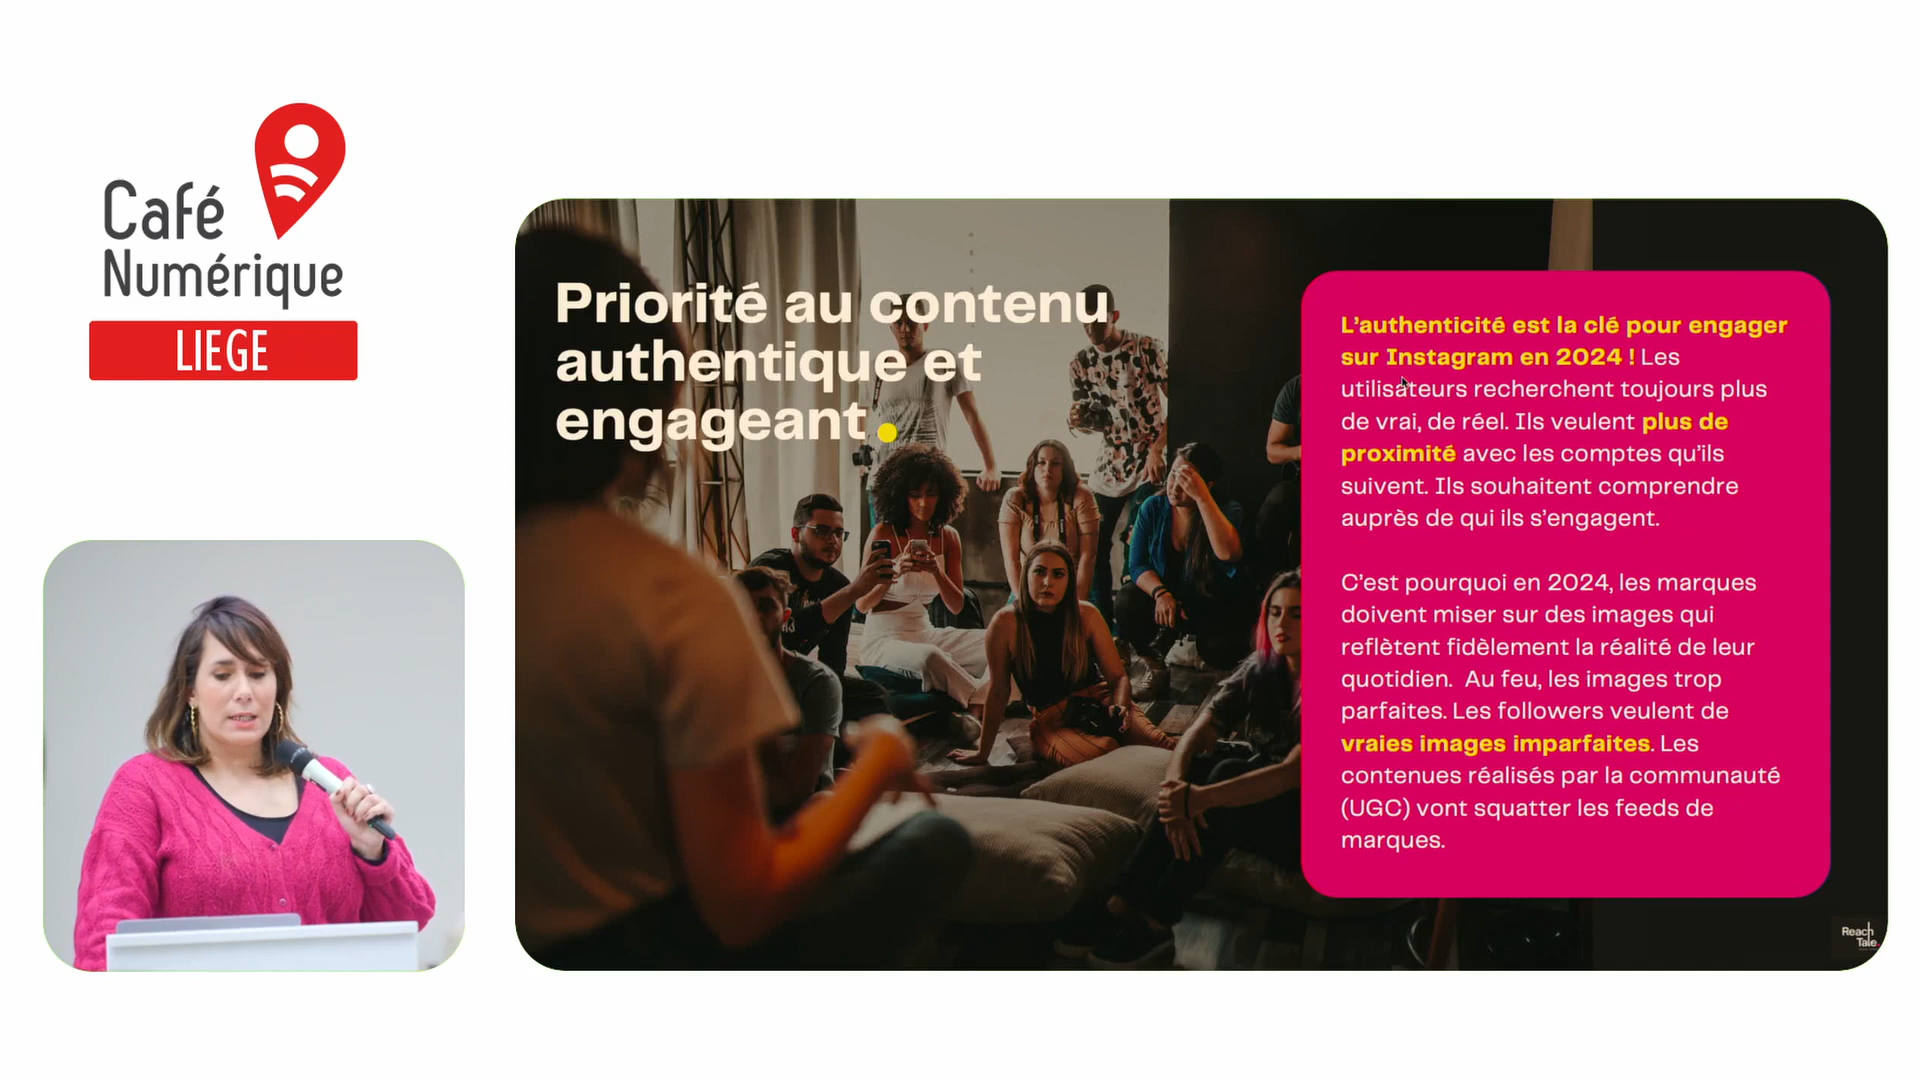 Café
Numérique
LIEGE
Priorité au contenu
authentique et
engageant.
L’authenticité est la clé pour engager
sur Instagram en 2024 ! Les
utilisateurs recherchent toujours plus
de vrai, de réel. Ils veulent plus de
proximité avec les comptes qu’ils
suivent. Ils souhaitent comprendre
auprès de qui ils s’engagent.
C’est pourquoi en 2024, les marques
doivent miser sur des images qui
reflètent fidèlement la réalité de leur
quotidien.  Au feu, les images trop
parfaites. Les followers veulent de
vraies images imparfaites. Les
contenues réalisés par la communauté
(UGC) vont squatter les feeds de
marques.
Reach
Tale.